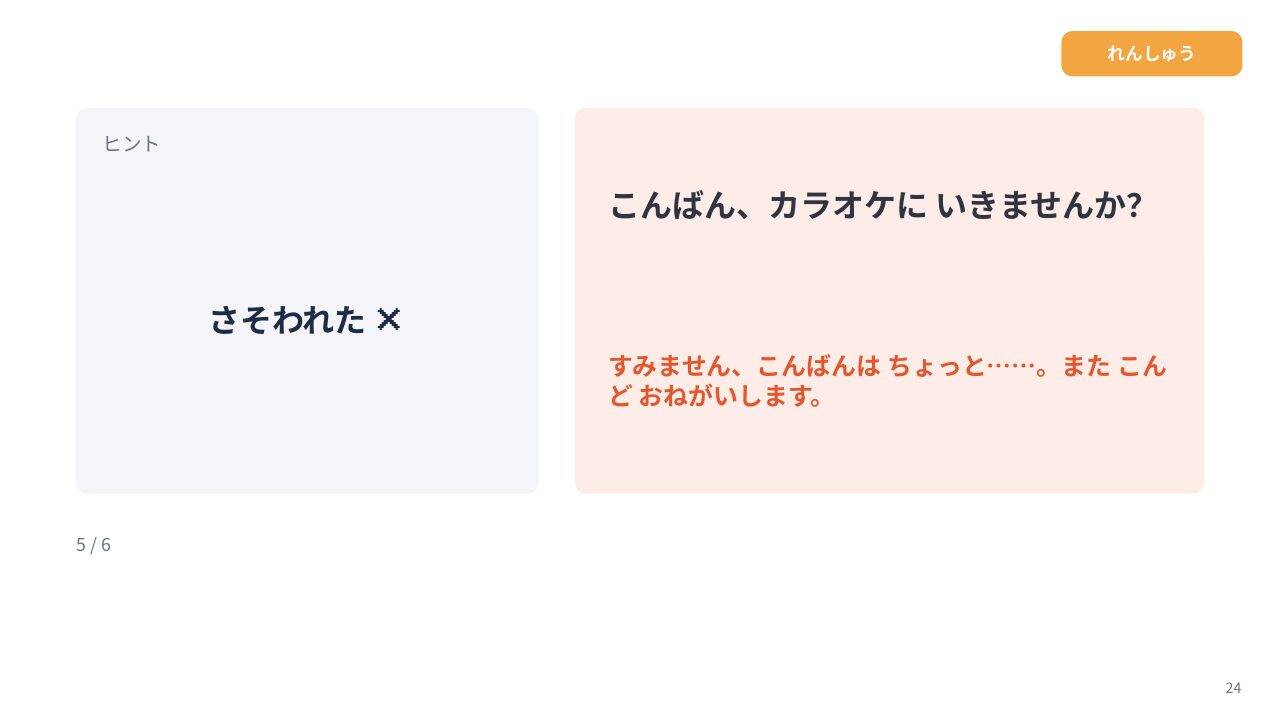 れんしゅう
ヒント
さそわれた ✕
こんばん、カラオケに いきませんか?
すみません、こんばんは ちょっと……。また こん
ど おねがいします。
5 / 6
24